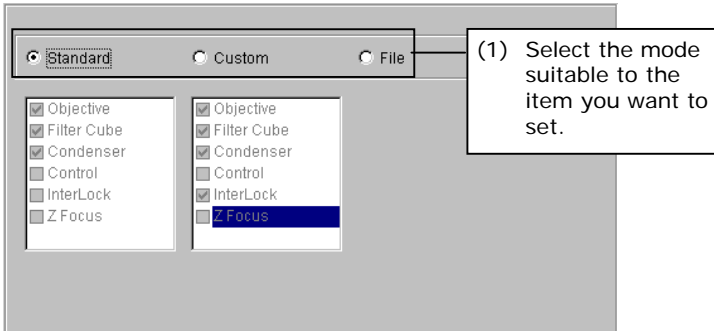 Standard Custom File
(1) Select the mode
suitable to the
item you want to
set.
Objective
Filter Cube
Condenser
Control
InterLock
Z Focus
Objective
Filter Cube
Condenser
Control
InterLock
Z Focus